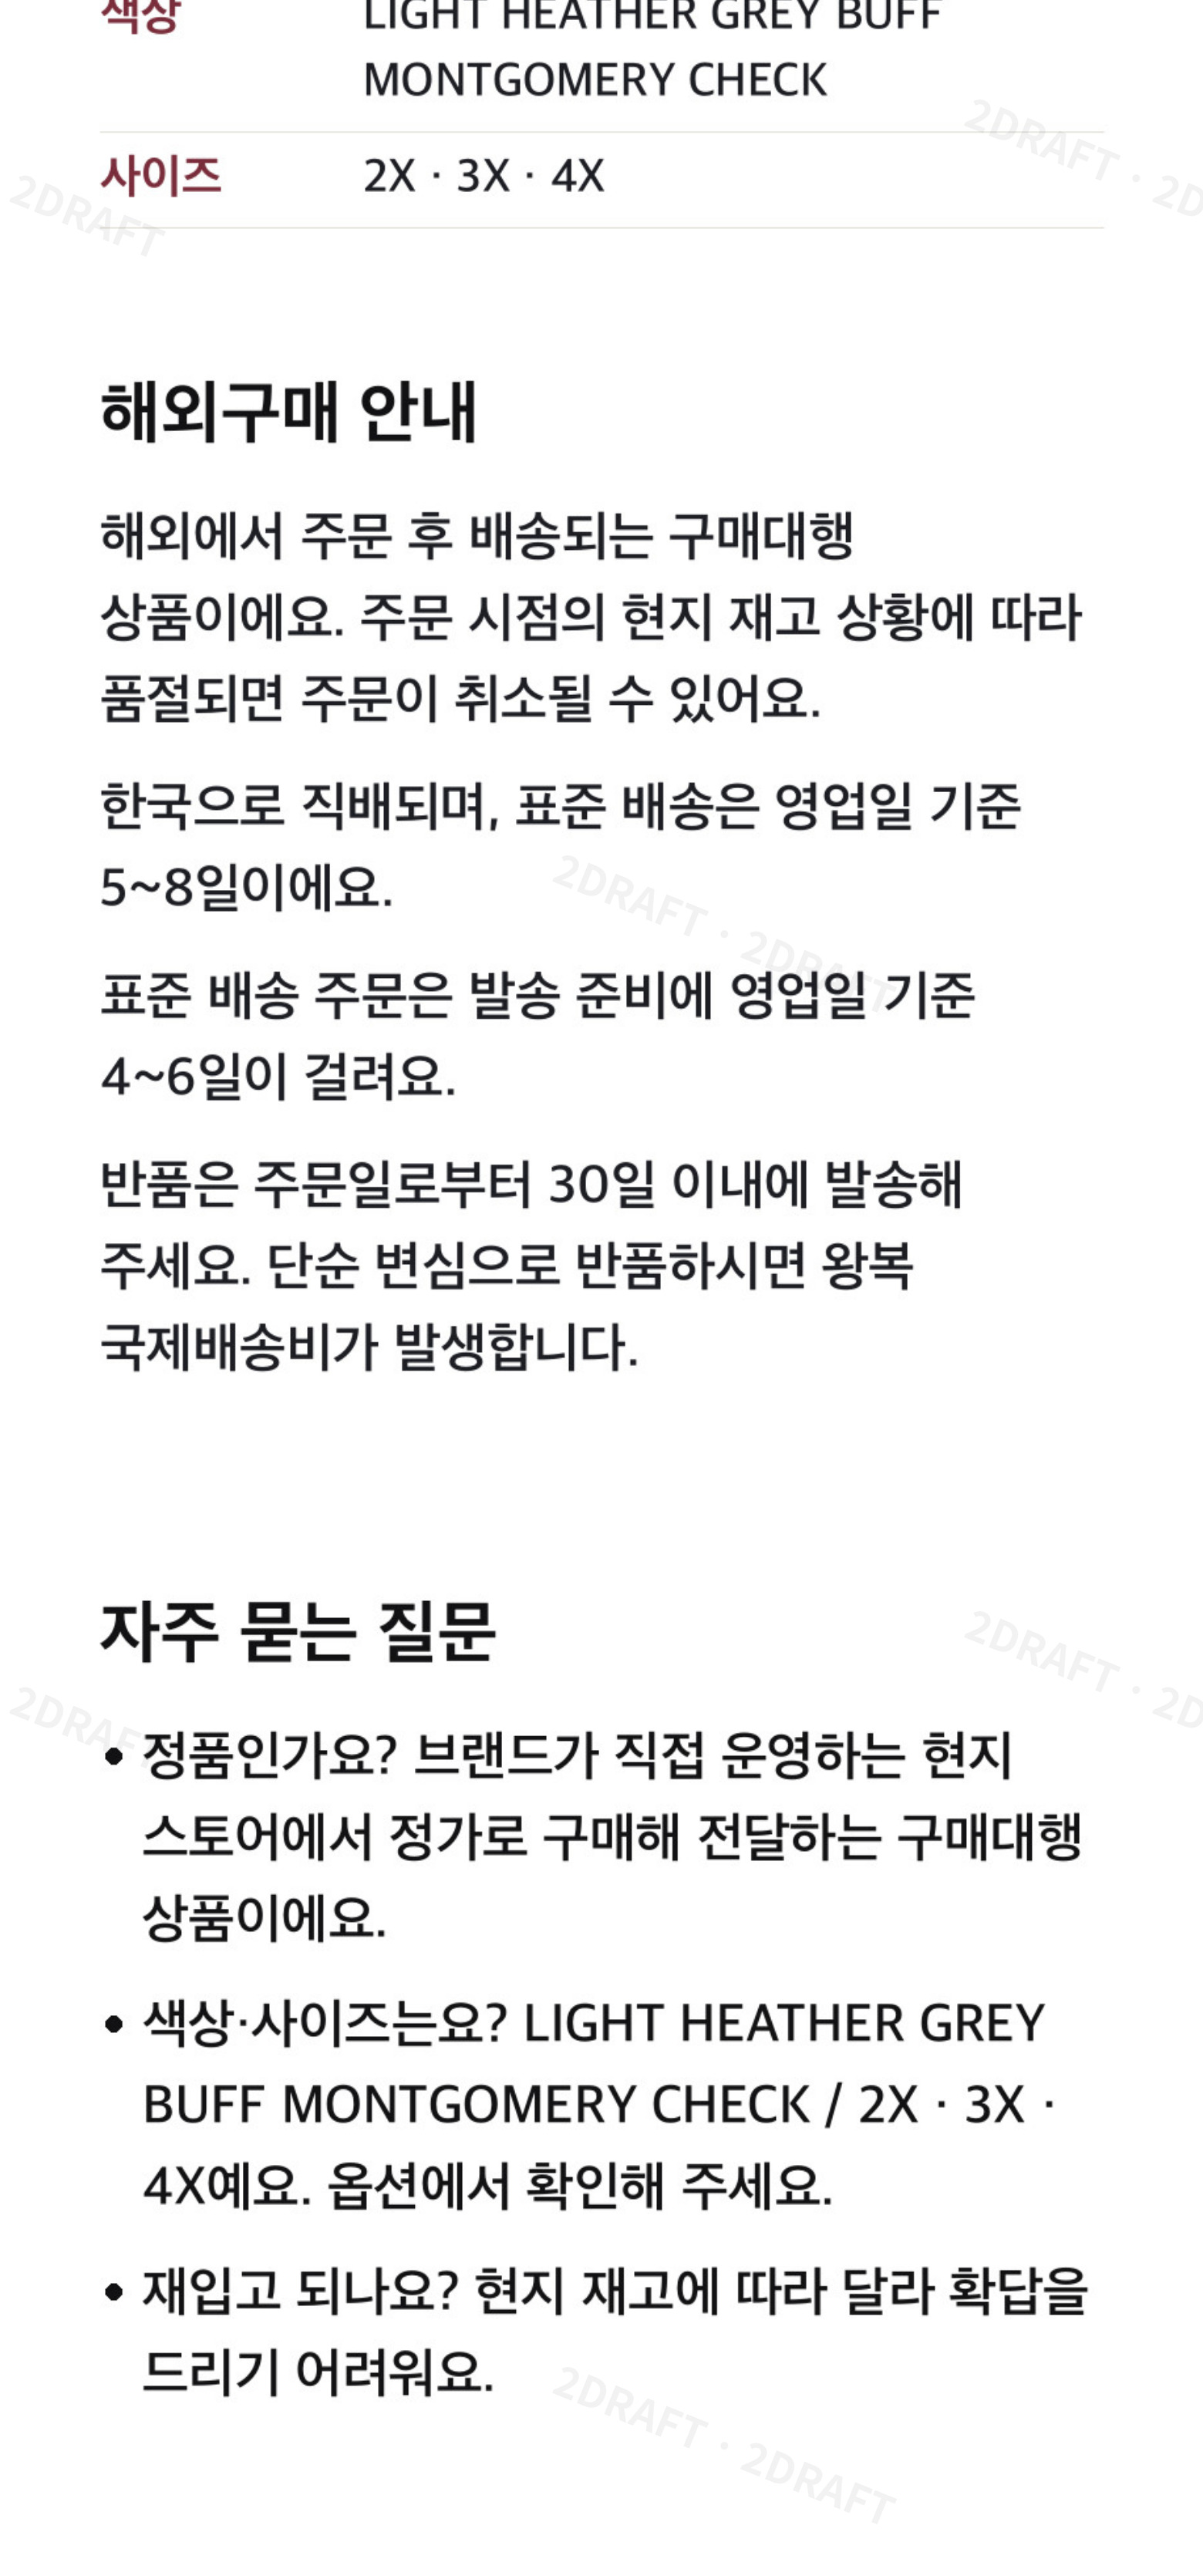 색상 LIGHT HEATHER GREY BUFF
MONTGOMERY CHECK
사이즈 2X · 3X · 4X
해외구매 안내
해외에서 주문 후 배송되는 구매대행
상품이에요. 주문 시점의 현지 재고 상황에 따라
품절되면 주문이 취소될 수 있어요.
한국으로 직배되며, 표준 배송은 영업일 기준
5~8일이에요.
표준 배송 주문은 발송 준비에 영업일 기준
4~6일이 걸려요.
반품은 주문일로부터 30일 이내에 발송해
주세요. 단순 변심으로 반품하시면 왕복
국제배송비가 발생합니다.
자주 묻는 질문
• 정품인가요? 브랜드가 직접 운영하는 현지
스토어에서 정가로 구매해 전달하는 구매대행
상품이에요.
• 색상·사이즈는요? LIGHT HEATHER GREY
BUFF MONTGOMERY CHECK / 2X · 3X ·
4X예요. 옵션에서 확인해 주세요.
• 재입고 되나요? 현지 재고에 따라 달라 확답을
드리기 어려워요.
2DRAFT · 2D
2DRAFT
2DRAFT · 2DRAFT
2DRAFT · 2D
2DRAF
2DRAFT · 2DRAFT